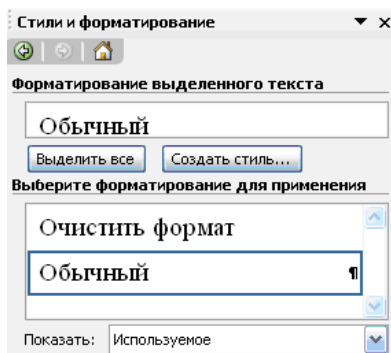 Стили и форматирование
Форматирование выделенного текста
Обычный
Выделить все Создать стиль...
Выберите форматирование для применения
Очистить формат
Обычный ¶
Показать: Используемое